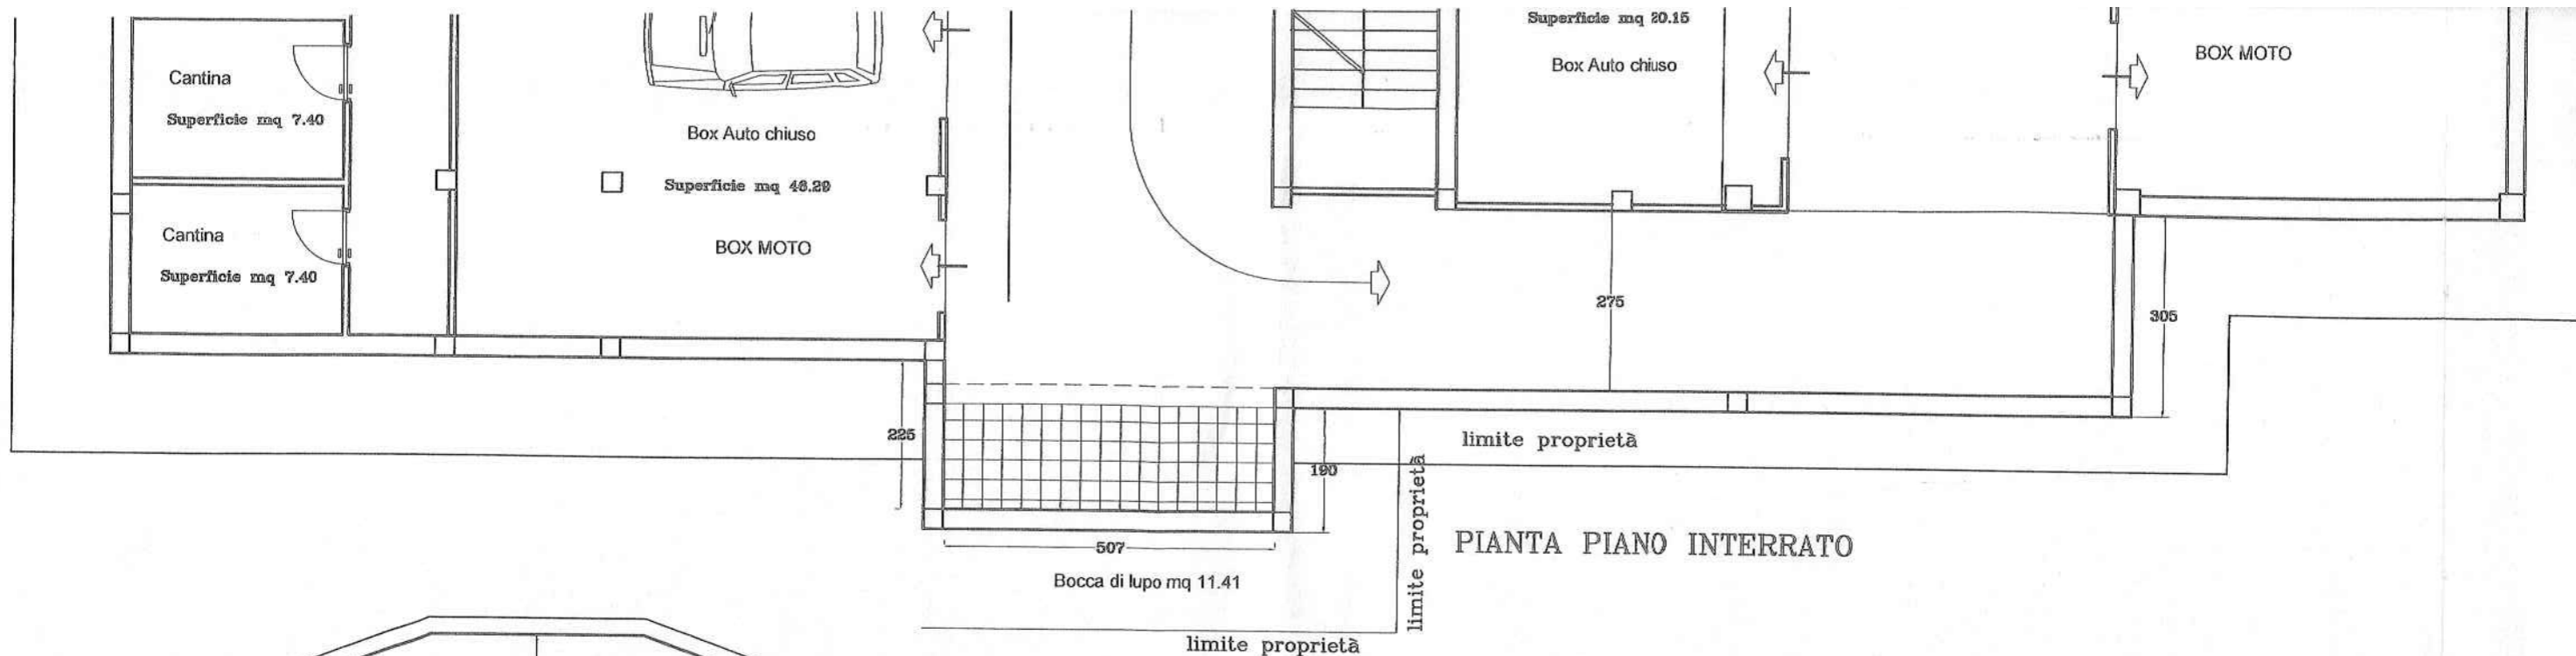 Superficie mq 20.15
BOX MOTO
Box Auto chiuso
Cantina
Superficie mq 7.40
Box Auto chiuso
Superficie mq 46.29
Cantina
BOX MOTO
Superficie mq 7.40
275
305
225
limite proprietà
190
limite proprietà
PIANTA PIANO INTERRATO
507
Bocca di lupo mq 11.41
limite proprietà